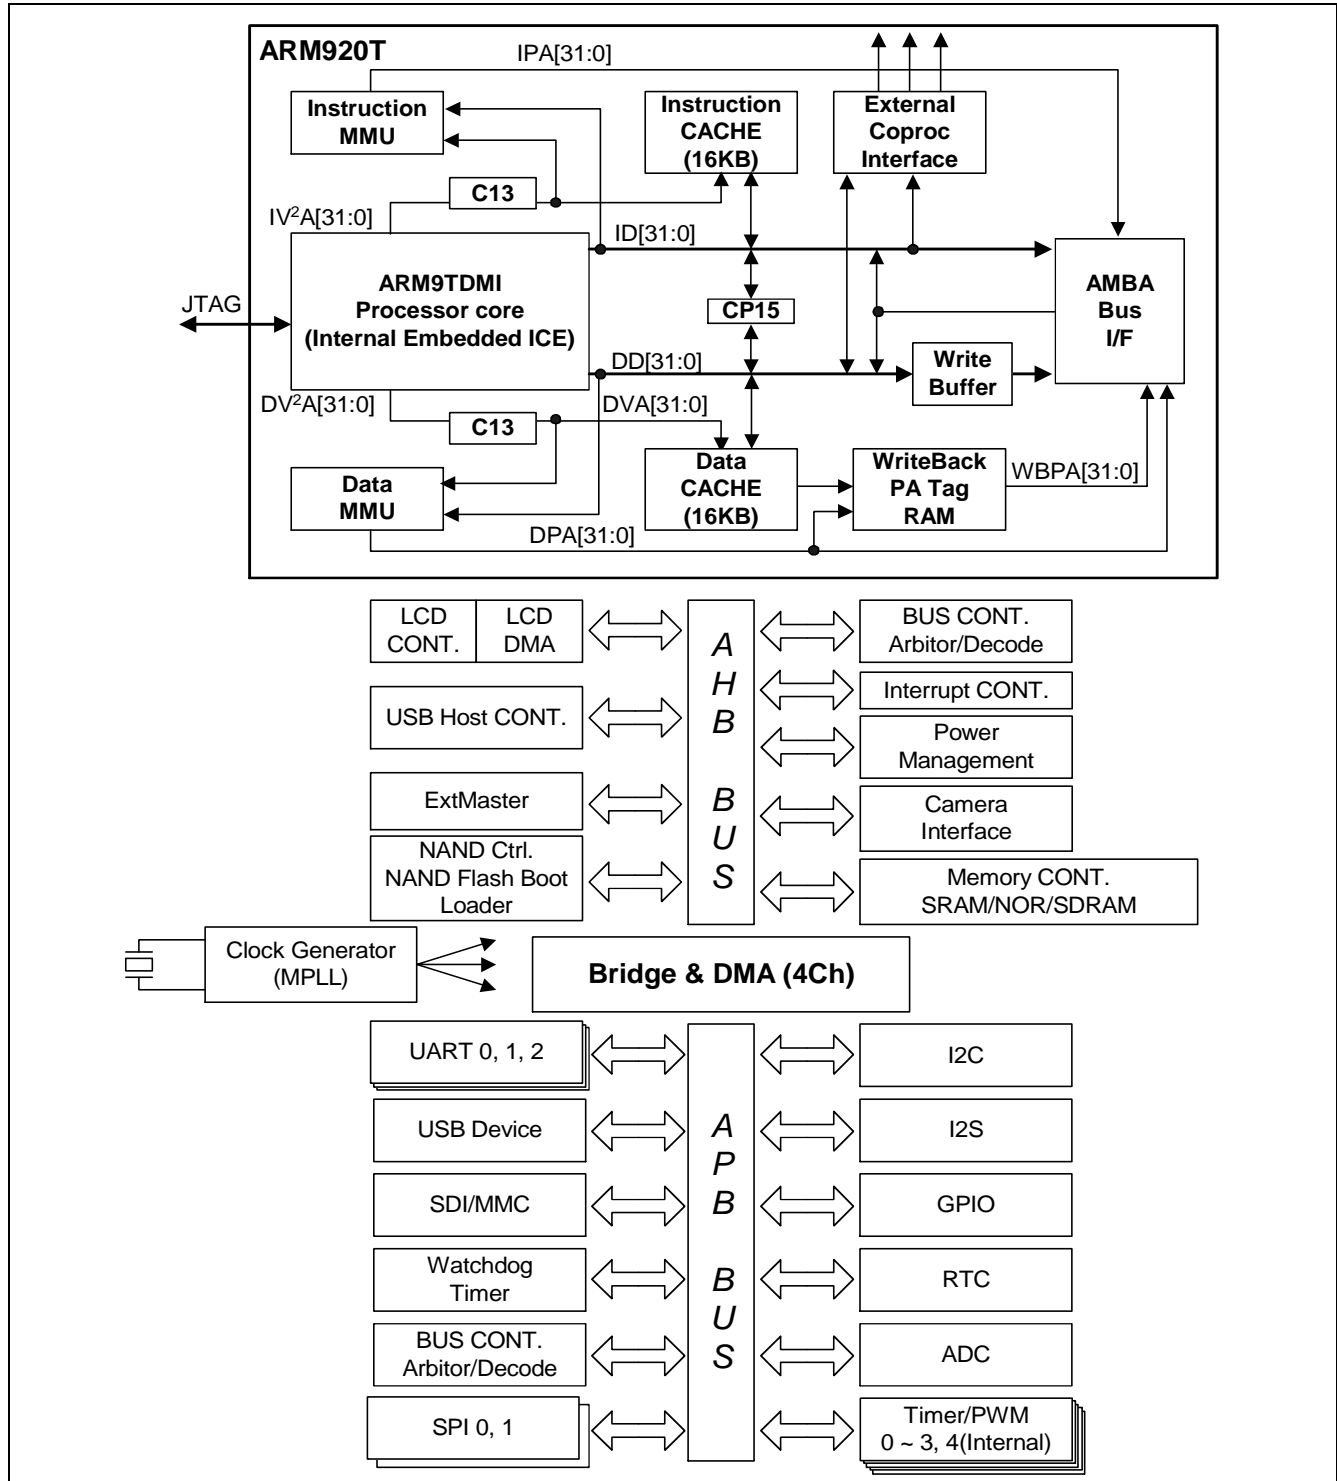 ARM920T
IPA[31:0]
Instruction
MMU
Instruction
CACHE
(16KB)
External
Coproc
Interface
C13
IV²A[31:0]
ID[31:0]
ARM9TDMI
Processor core
(Internal Embedded ICE)
JTAG
CP15
AMBA
Bus
I/F
DD[31:0]
Write
Buffer
DV²A[31:0]
C13
DVA[31:0]
Data
MMU
Data
CACHE
(16KB)
WriteBack
PA Tag
RAM
WBPA[31:0]
DPA[31:0]
LCD
CONT.
LCD
DMA
USB Host CONT.
ExtMaster
NAND Ctrl.
NAND Flash Boot
Loader
A
H
B
B
U
S
BUS CONT.
Arbitor/Decode
Interrupt CONT.
Power
Management
Camera
Interface
Memory CONT.
SRAM/NOR/SDRAM
Clock Generator
(MPLL)
Bridge & DMA (4Ch)
UART 0, 1, 2
USB Device
SDI/MMC
Watchdog
Timer
BUS CONT.
Arbitor/Decode
SPI 0, 1
A
P
B
B
U
S
I2C
I2S
GPIO
RTC
ADC
Timer/PWM
0 ~ 3, 4(Internal)